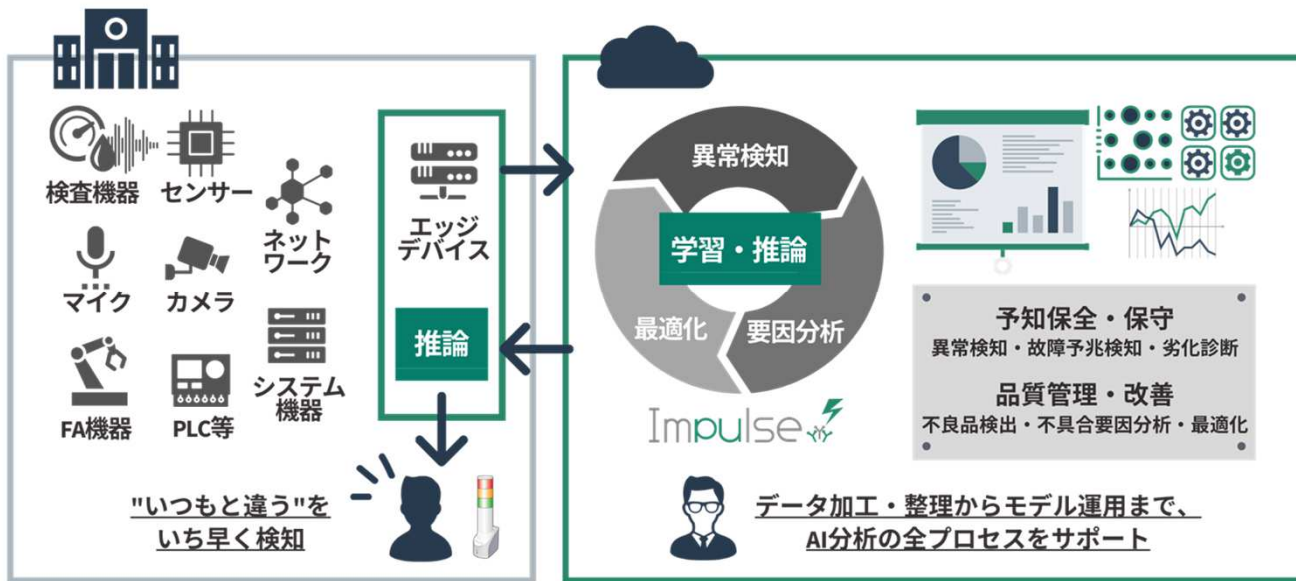 検査機器
センサー
ネット
ワーク
マイク
カメラ
FA機器
PLC等
システム
機器
エッジ
デバイス
推論
"いつもと違う"を
いち早く検知
異常検知
学習・推論
最適化
要因分析
Impulse
予知保全・保守
異常検知・故障予兆検知・劣化診断
品質管理・改善
不良品検出・不具合要因分析・最適化
データ加工・整理からモデル運用まで、
AI分析の全プロセスをサポート